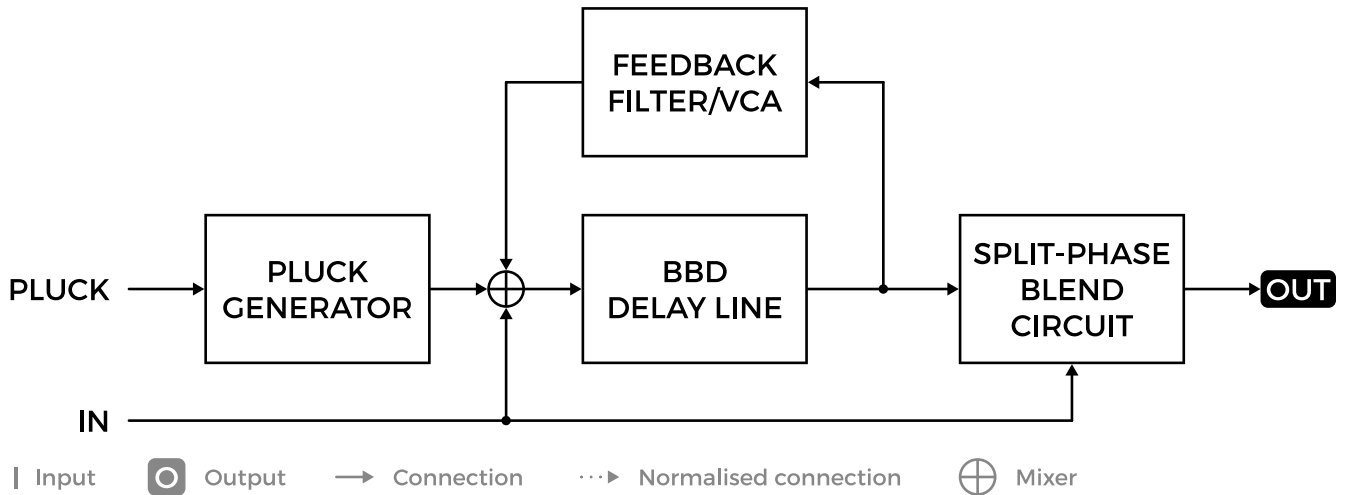 FEEDBACK
FILTER/VCA
PLUCK
PLUCK
GENERATOR
BBD
DELAY LINE
SPLIT-PHASE
BLEND
CIRCUIT
OUT
IN
I Input
O Output
Connection
Normalised connection
Mixer